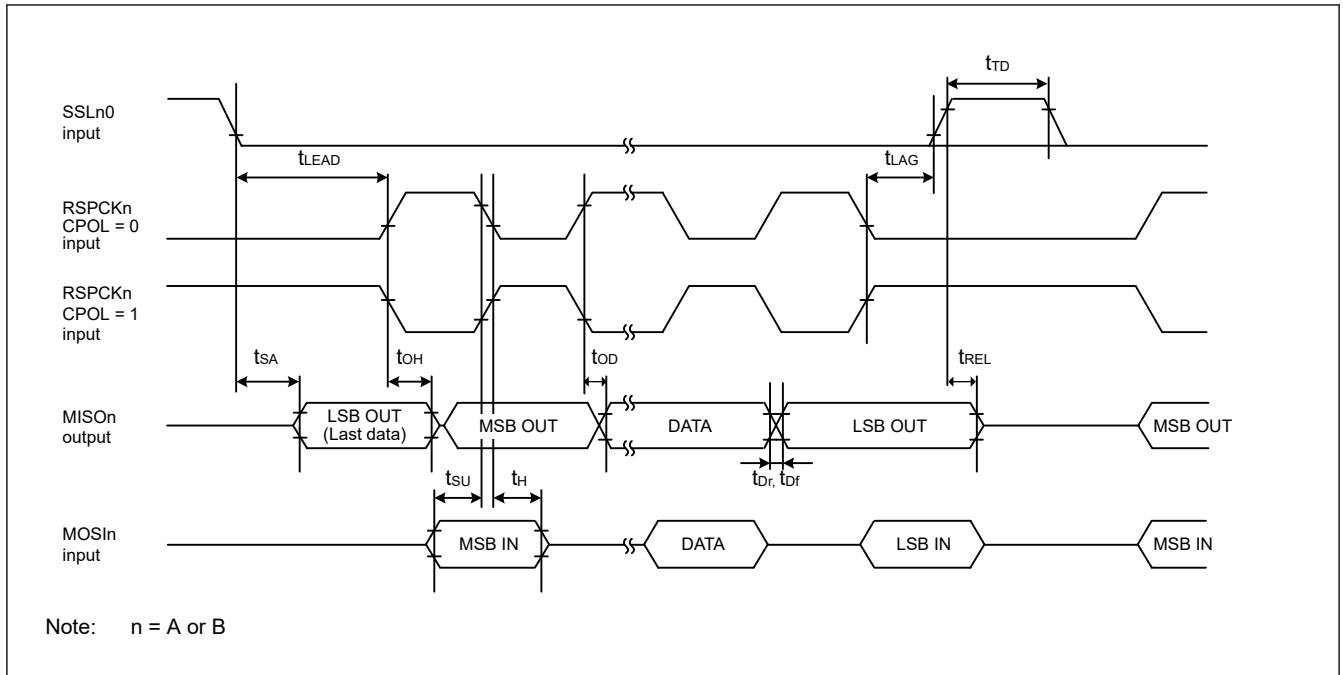 tTD
SSLn0
input
tLEAD
tLAG
RSPCKn
CPOL = 0
input
RSPCKn
CPOL = 1
input
tSA
tOH
tOD
tREL
MISOn
output
LSB OUT
(Last data)
MSB OUT
DATA
LSB OUT
MSB OUT
tSU
tH
tDr, tDf
MOSIn
input
MSB IN
DATA
LSB IN
MSB IN
Note: n = A or B